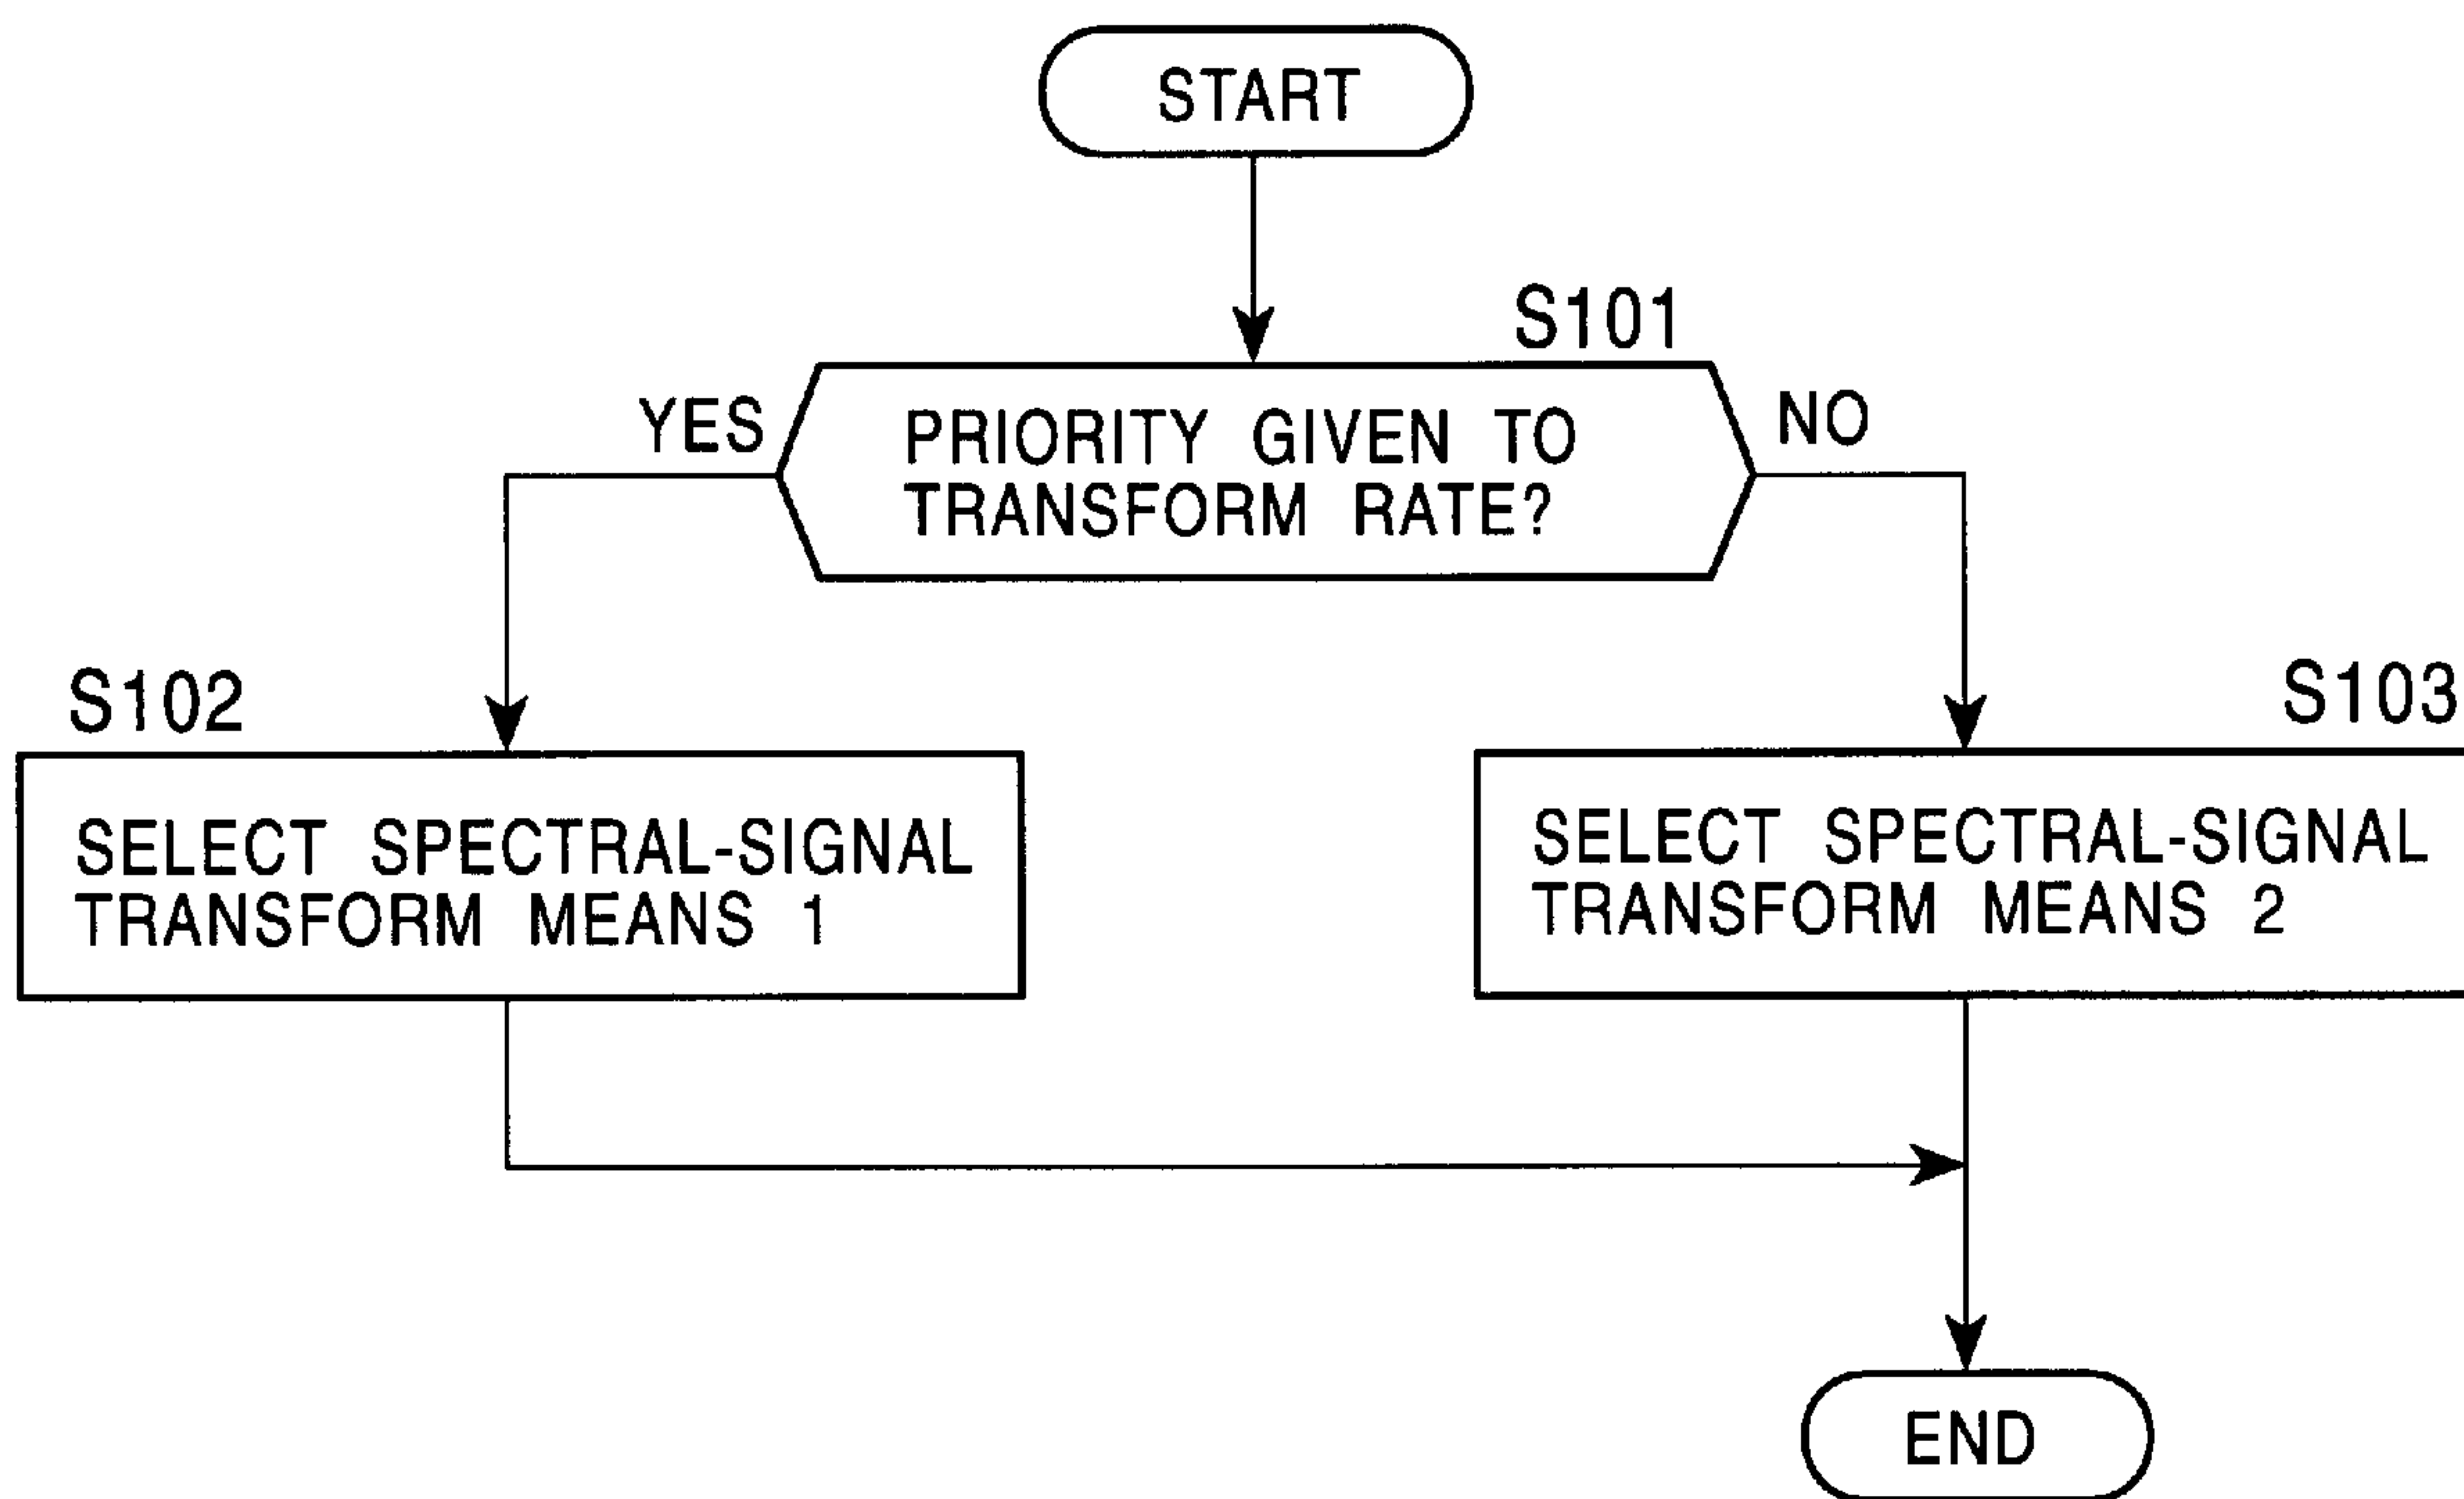 START
S101
YES
PRIORITY GIVEN TO
TRANSFORM RATE?
NO
S102
SELECT SPECTRAL-SIGNAL
TRANSFORM MEANS 1
S103
SELECT SPECTRAL-SIGNAL
TRANSFORM MEANS 2
END